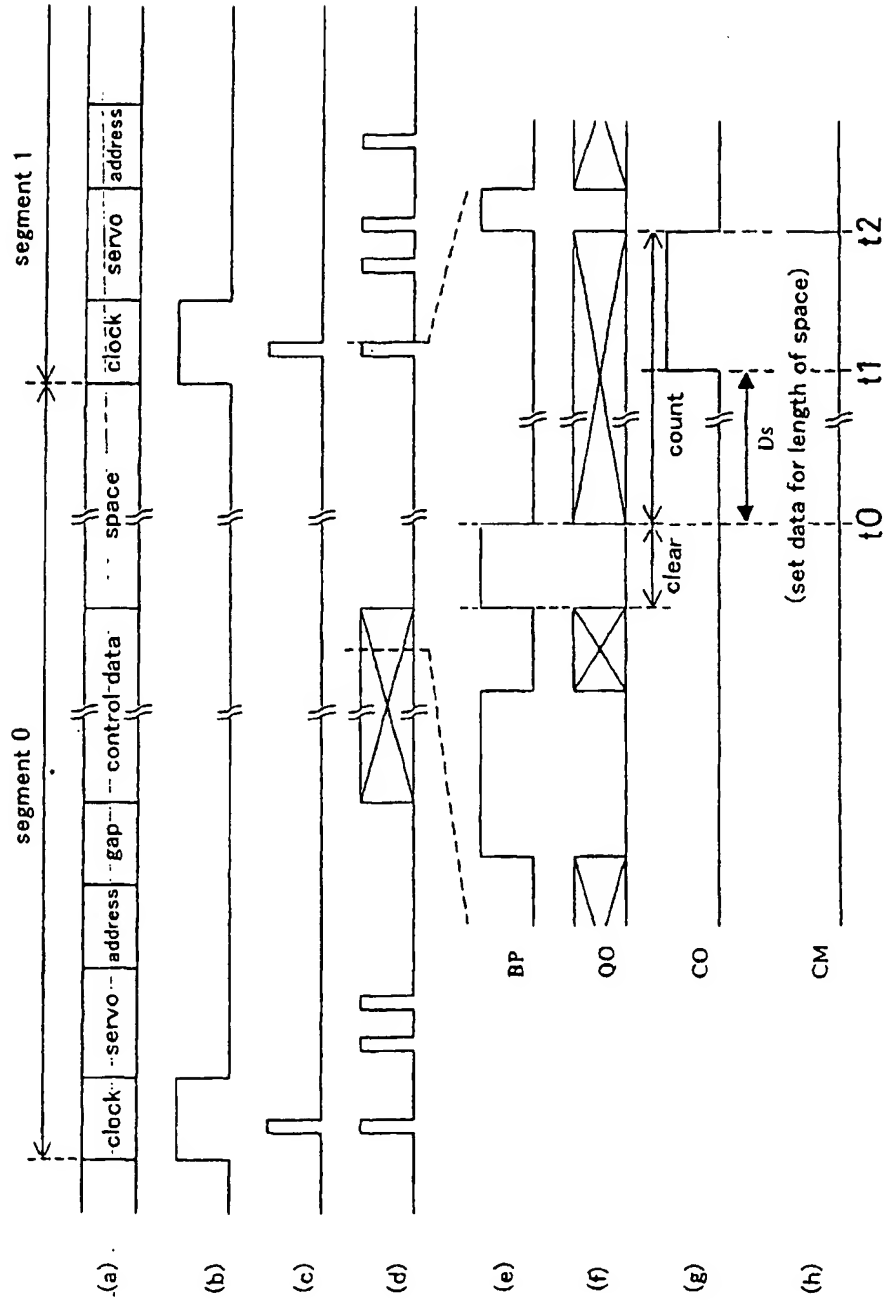 segment 0
segment 1
(a)
clock
servo
address
gap
control data
space
clock
servo
address
(b)
(c)
(d)
(e)
BP
(f)
QO
clear
count
(g)
CO
Ds
(set data for length of space)
(h)
CM
t0
t1
t2